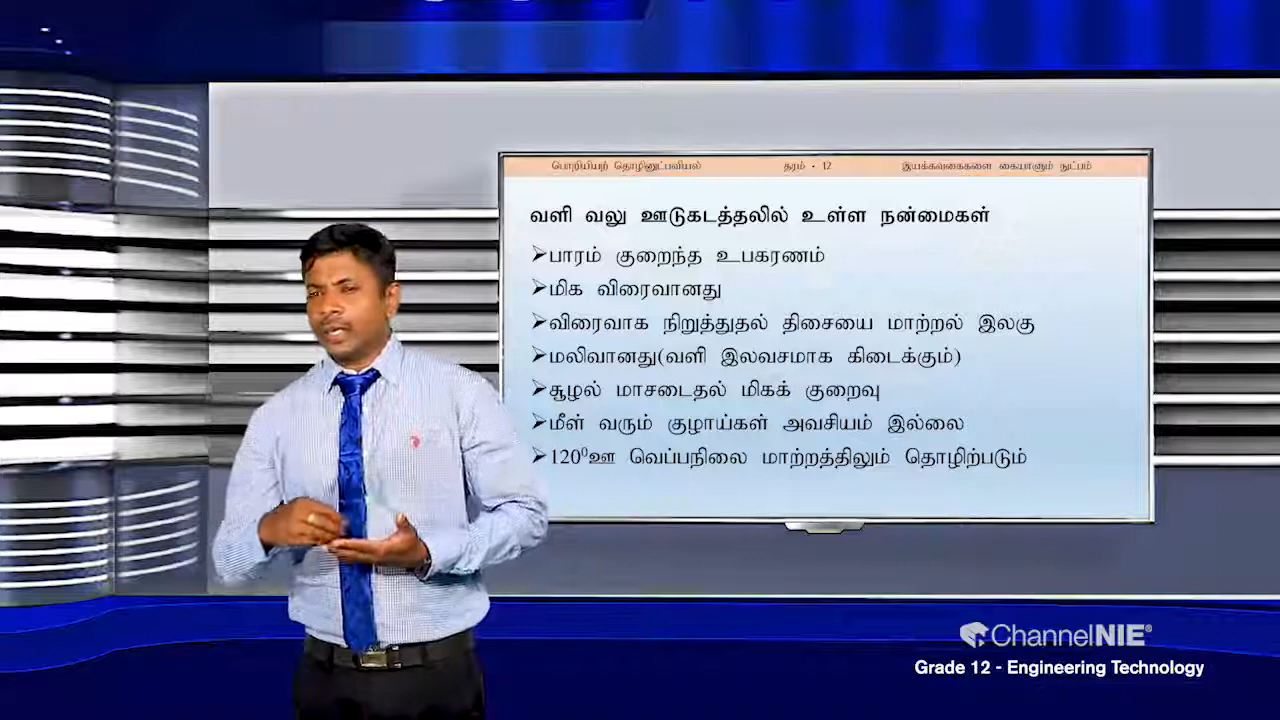 பொறியியற் தொழினுட்பவியல் தரம் - 12 இயக்கவுகைகளை கையாளும் நுட்பம்
வளி வலு ஊடுகடத்தலில் உள்ள நன்மைகள்
➢பாரம் குறைந்த உபகரணம்
➢மிக விரைவானது
➢விரைவாக நிறுத்துதல் திசையை மாற்றல் இலகு
➢மலிவானது(வளி இலவசமாக கிடைக்கும்)
➢சூழல் மாசடைதல் மிகக் குறைவு
➢மீள் வரும் குழாய்கள் அவசியம் இல்லை
➢120⁰ஊ வெப்பநிலை மாற்றத்திலும் தொழிற்படும்
ChannelNIE®
Grade 12 - Engineering Technology